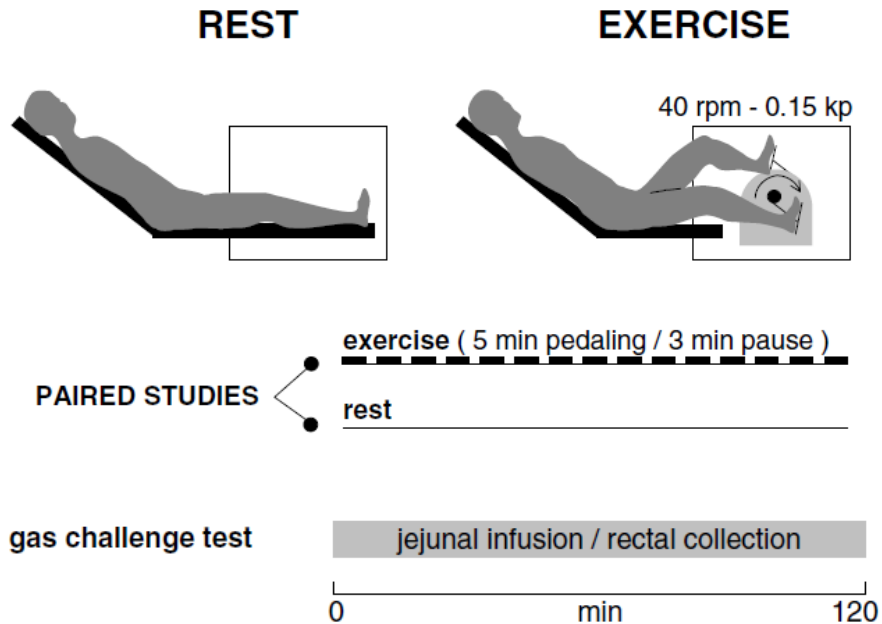 REST
EXERCISE
40 rpm - 0.15 kp
exercise ( 5 min pedaling / 3 min pause )
PAIRED STUDIES
rest
gas challenge test
jejunal infusion / rectal collection
0 min 120